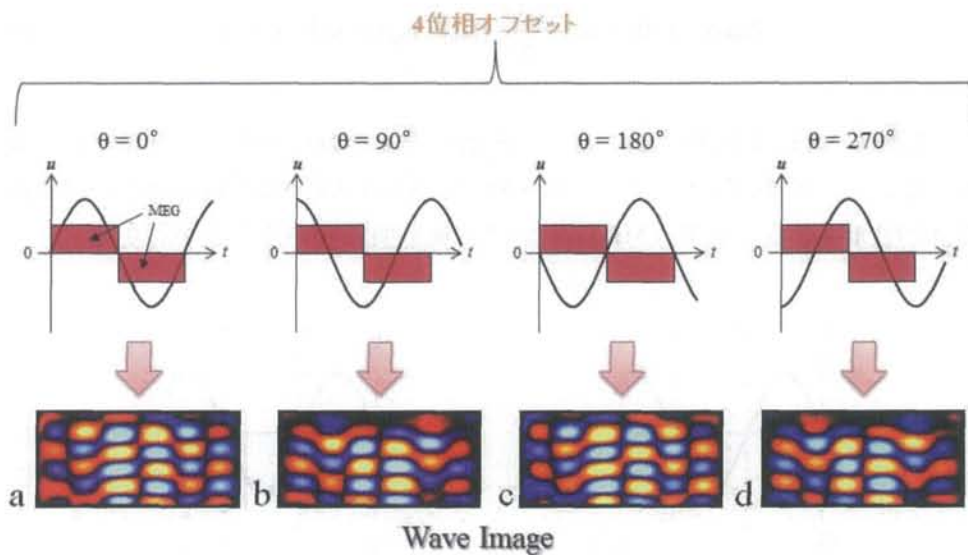 4位相オフセット
θ = 0° θ = 90° θ = 180° θ = 270°
u u u u
MEG
0 t 0 t 0 t 0 t
a b c d
Wave Image